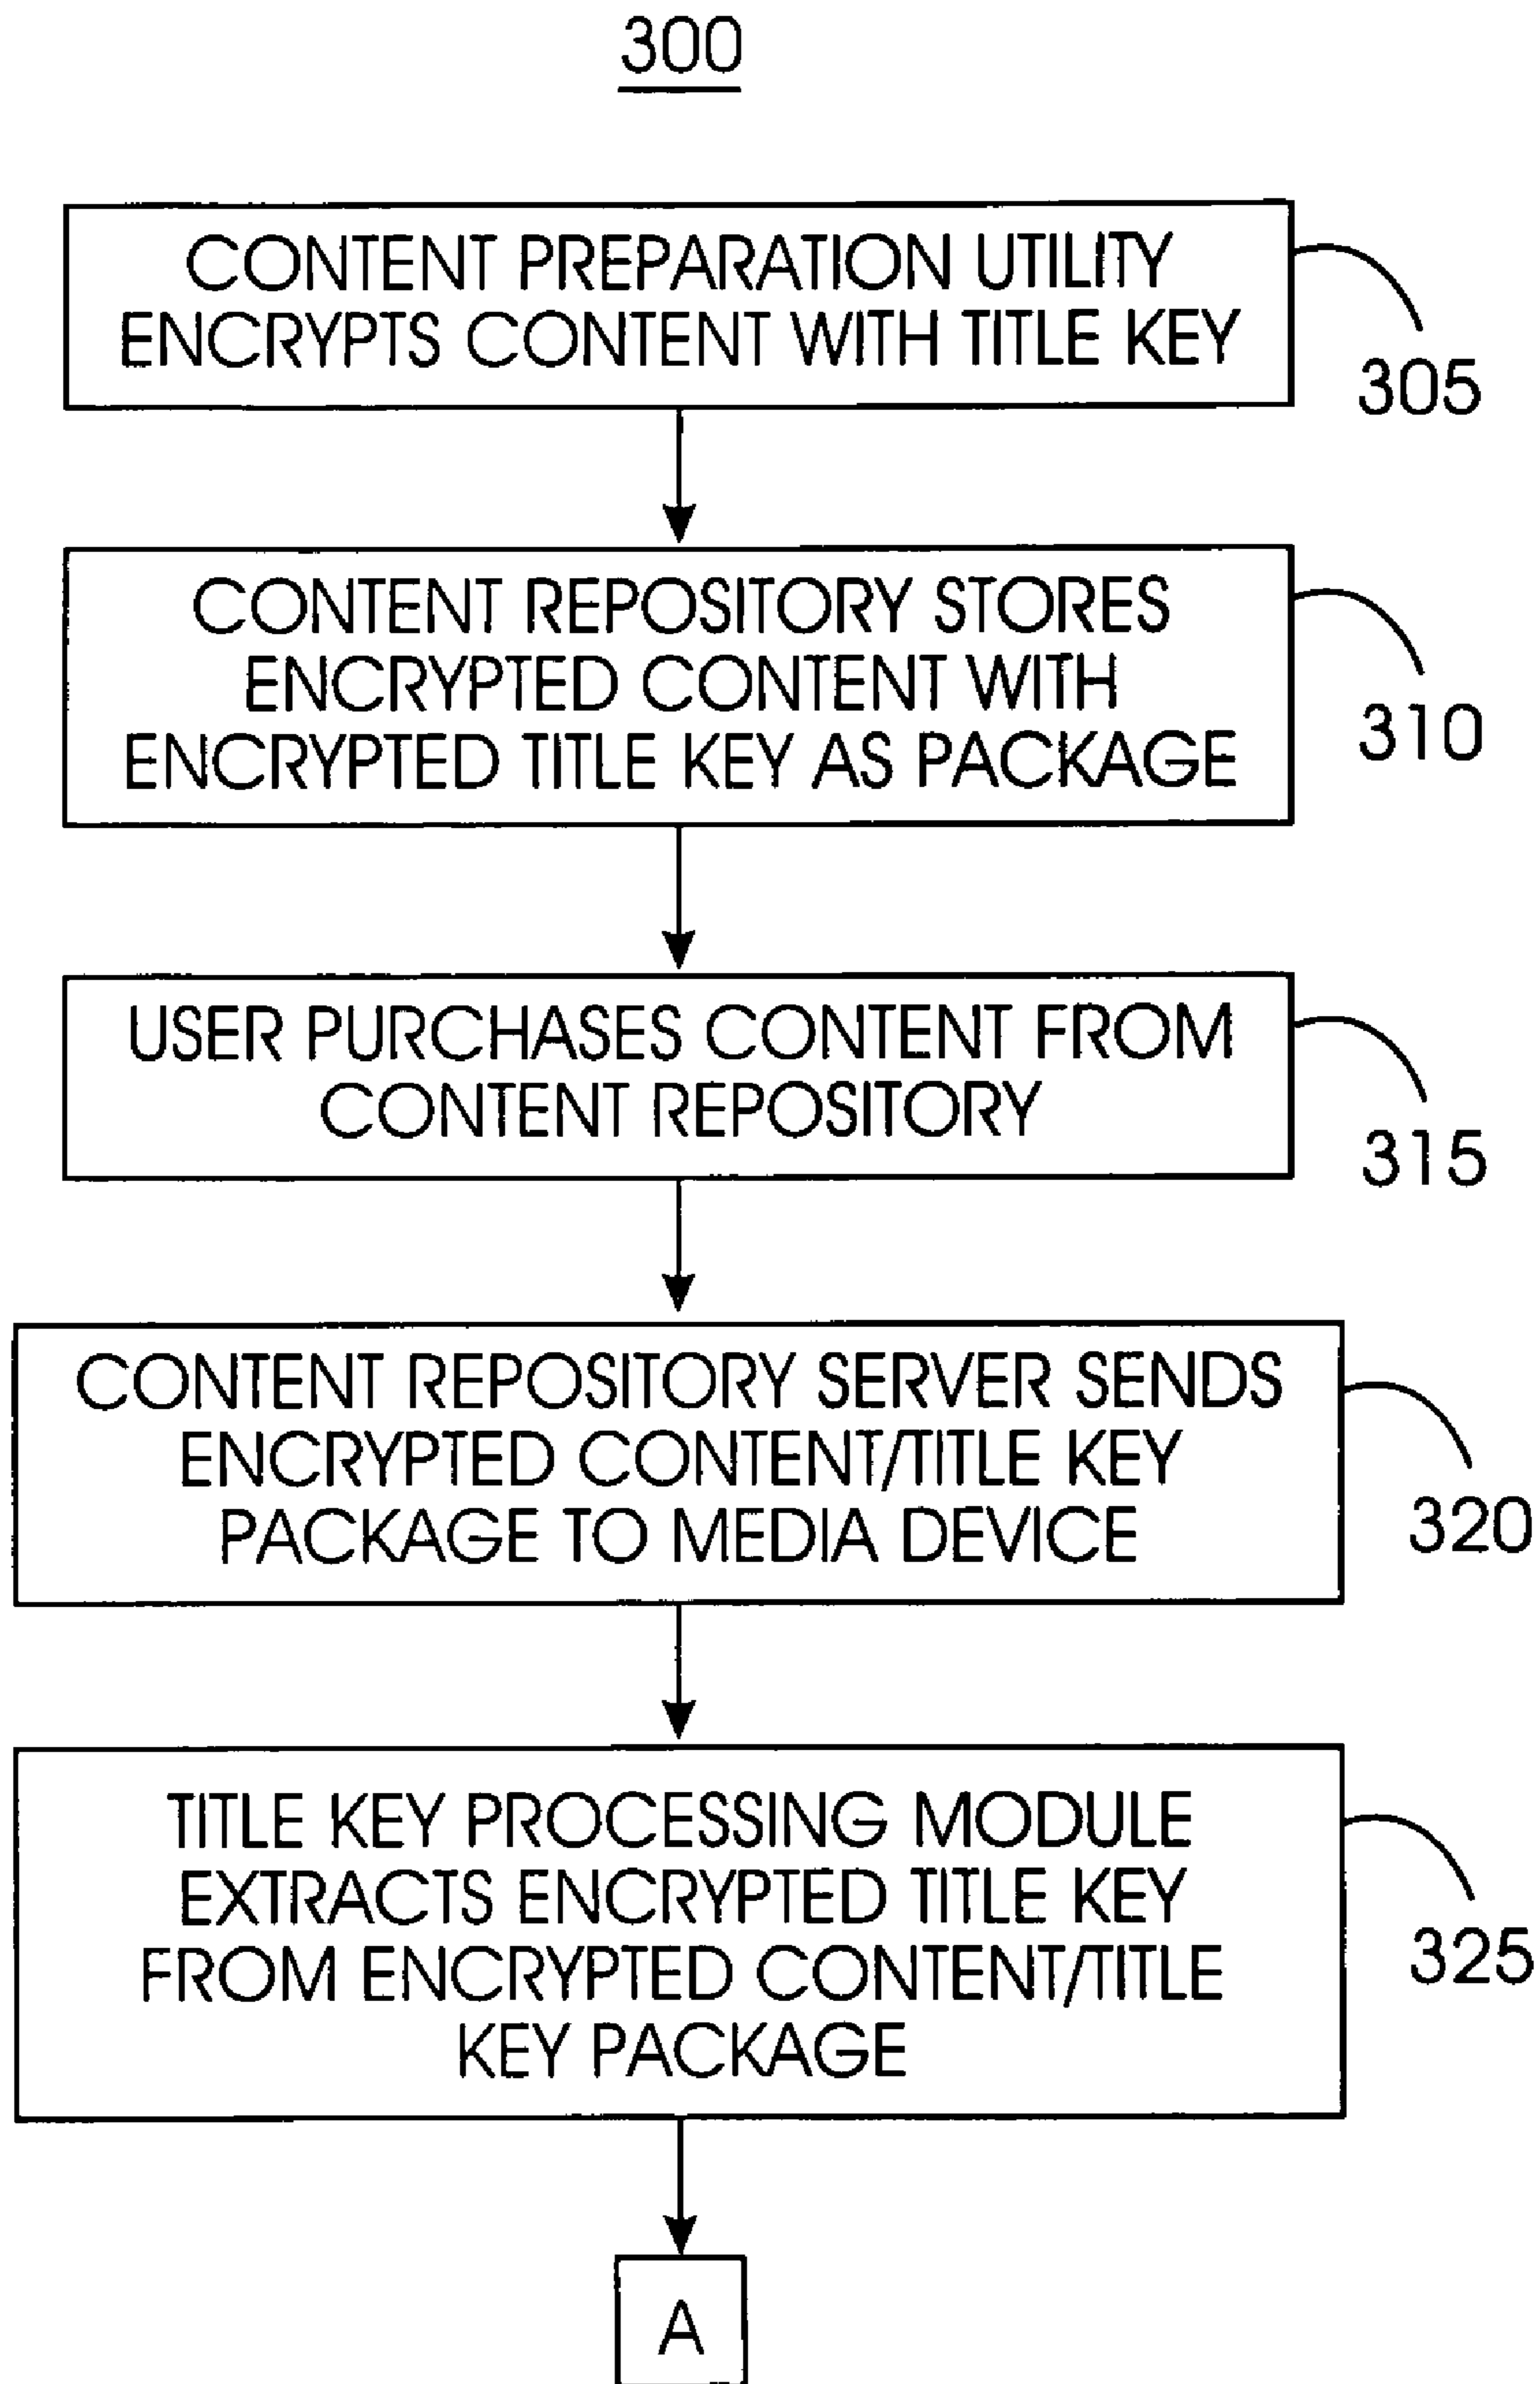 300
CONTENT PREPARATION UTILITY
ENCRYPTS CONTENT WITH TITLE KEY
305
CONTENT REPOSITORY STORES
ENCRYPTED CONTENT WITH
ENCRYPTED TITLE KEY AS PACKAGE
310
USER PURCHASES CONTENT FROM
CONTENT REPOSITORY
315
CONTENT REPOSITORY SERVER SENDS
ENCRYPTED CONTENT/TITLE KEY
PACKAGE TO MEDIA DEVICE
320
TITLE KEY PROCESSING MODULE
EXTRACTS ENCRYPTED TITLE KEY
FROM ENCRYPTED CONTENT/TITLE
KEY PACKAGE
325
A